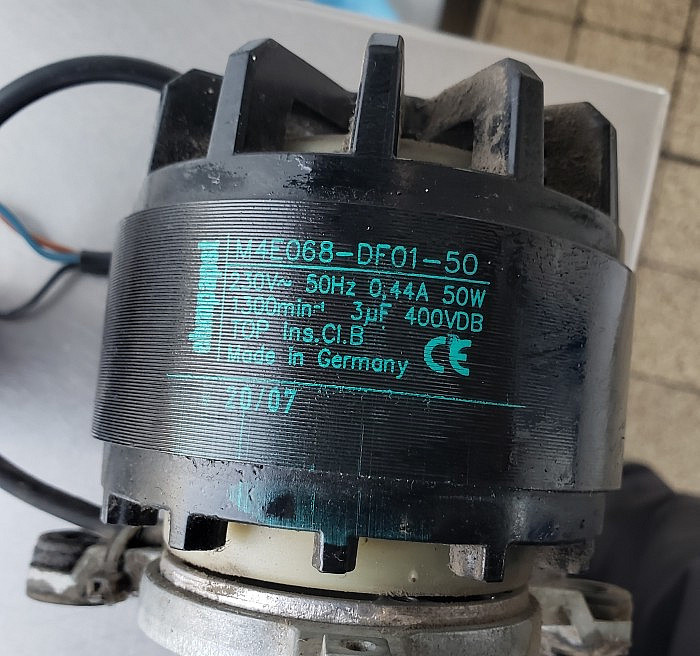 ebmpapst
M4E068-DF01-50
230V~ 50Hz 0,44A 50W
1300min⁻¹ 3µF 400VDB
TOP Ins.Cl.B
Made in Germany CE
20/07